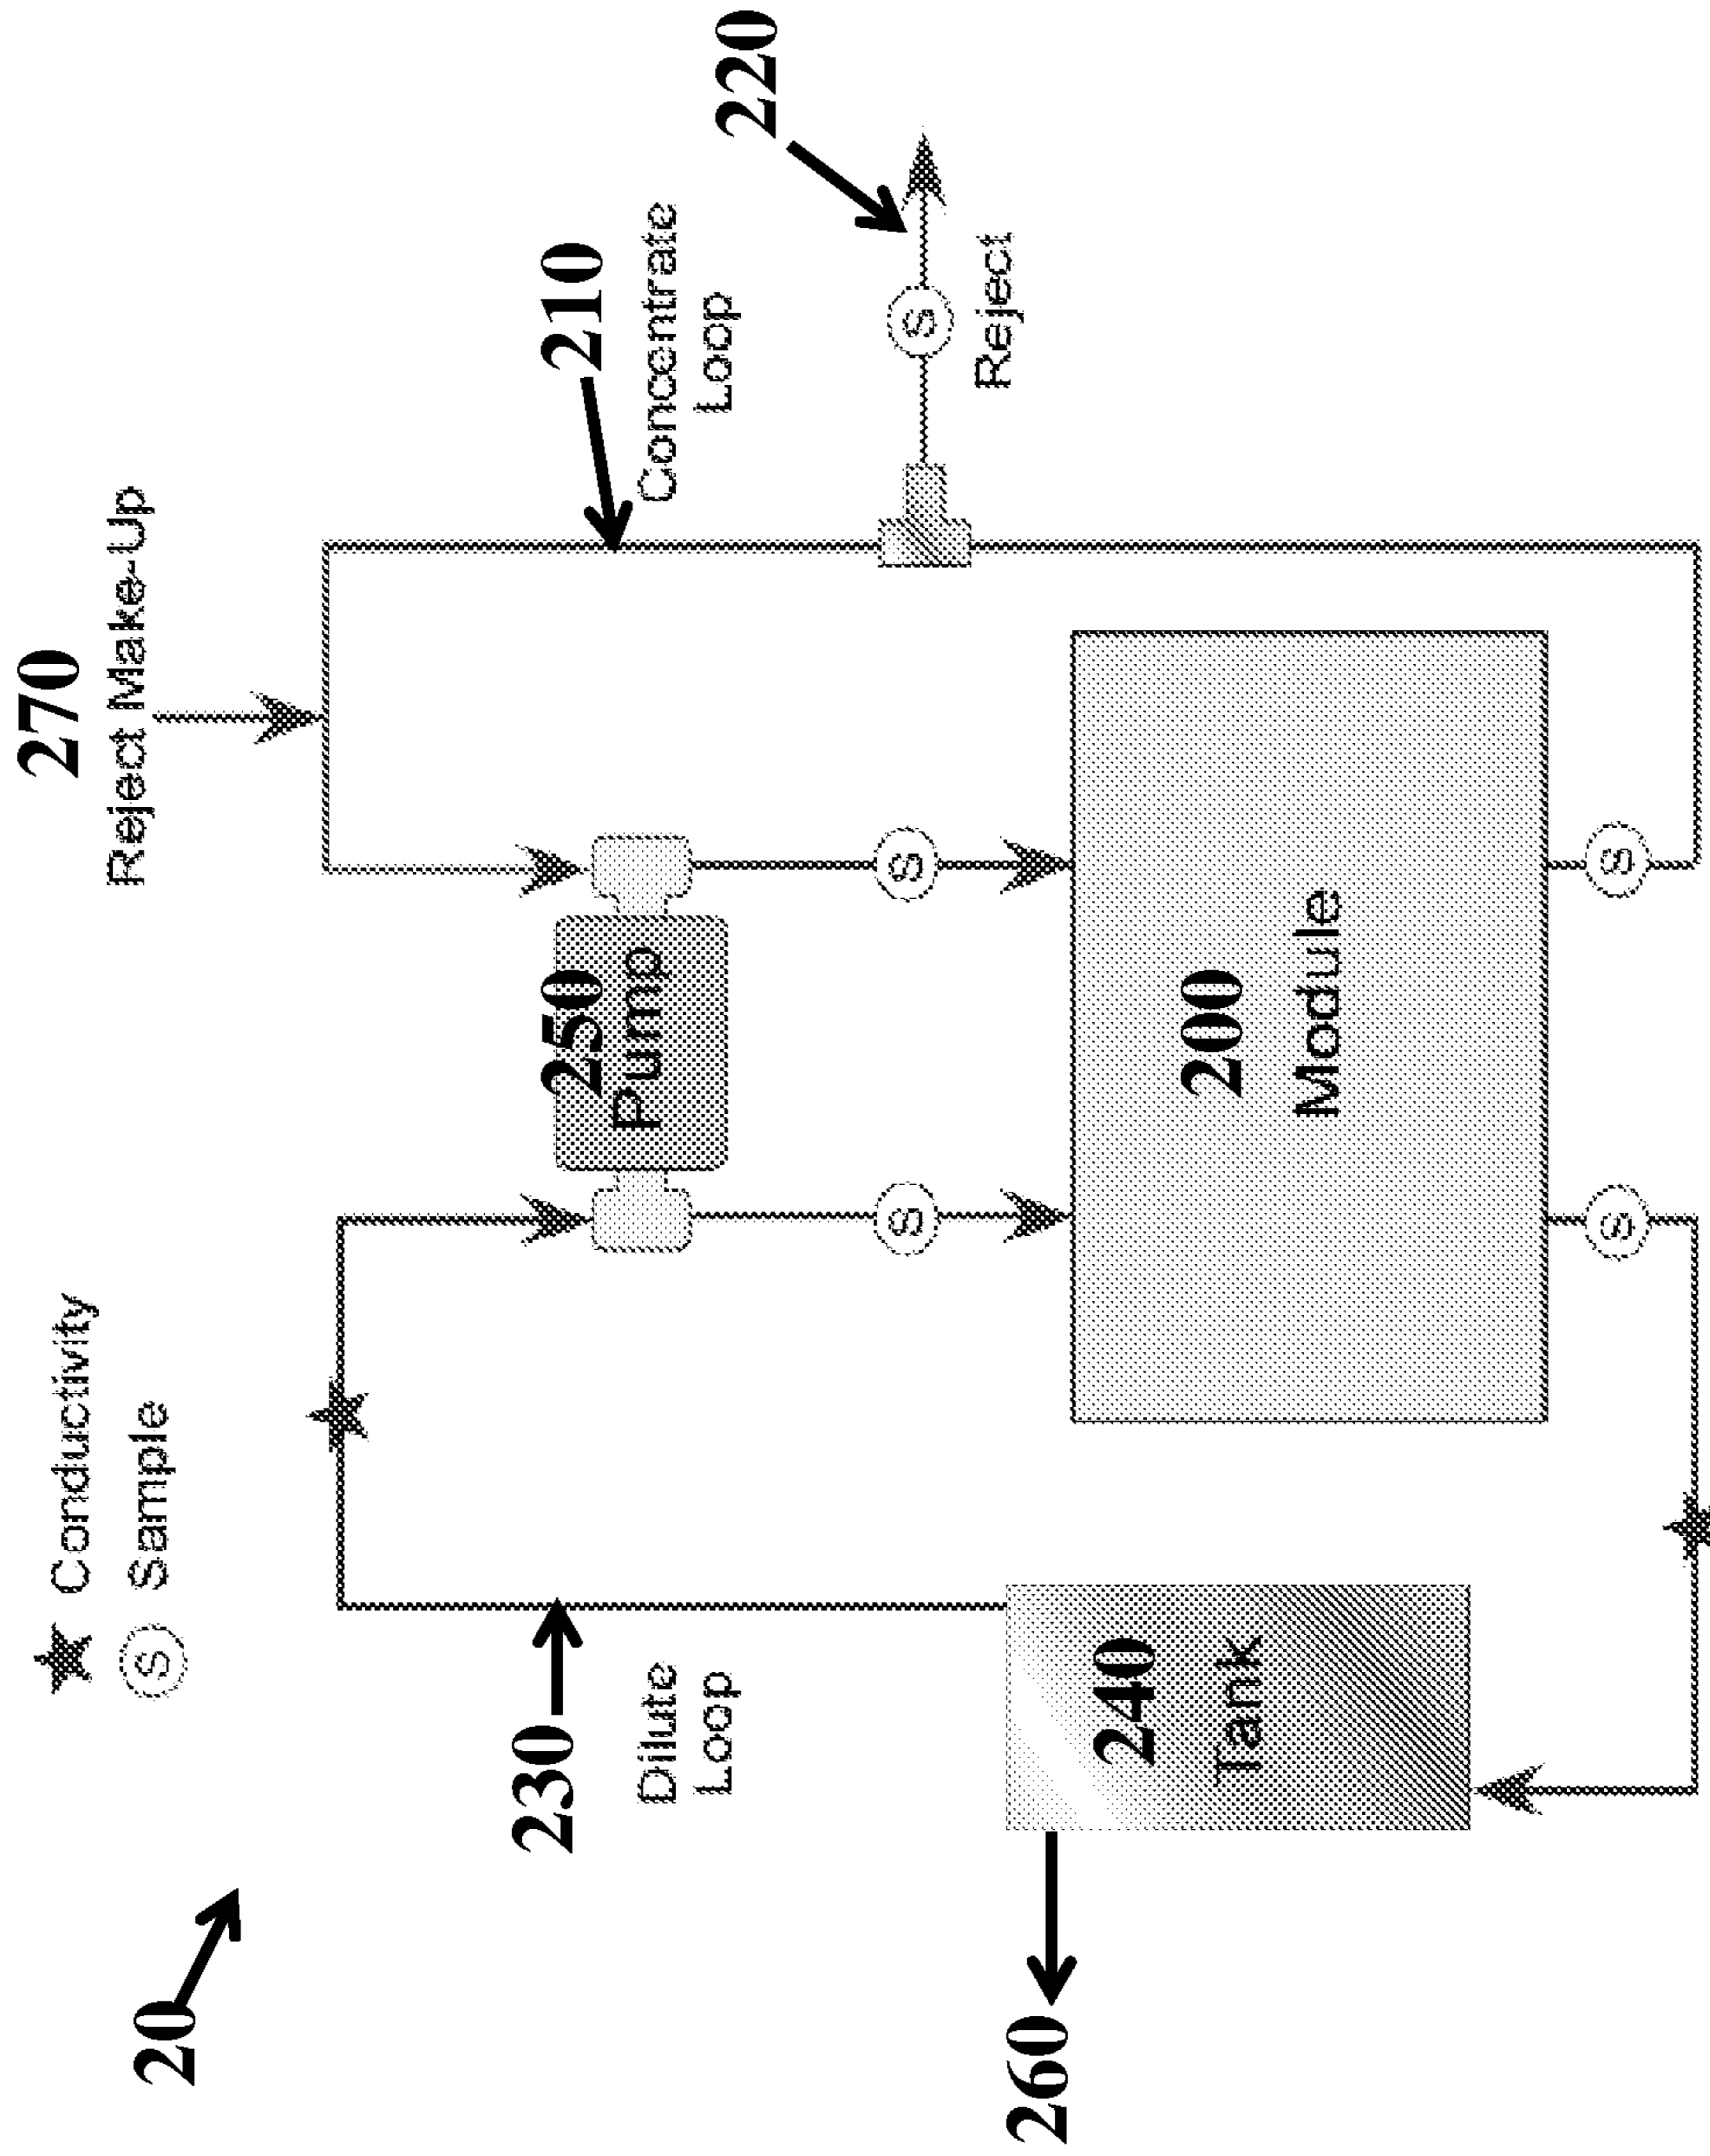 20
Conductivity
S Sample
270
Reject Make-Up
230
Dilute
Loop
250
Pump
210
Concentrate
Loop
S
S
220
S
Reject
260
240
Tank
200
Module
S
S